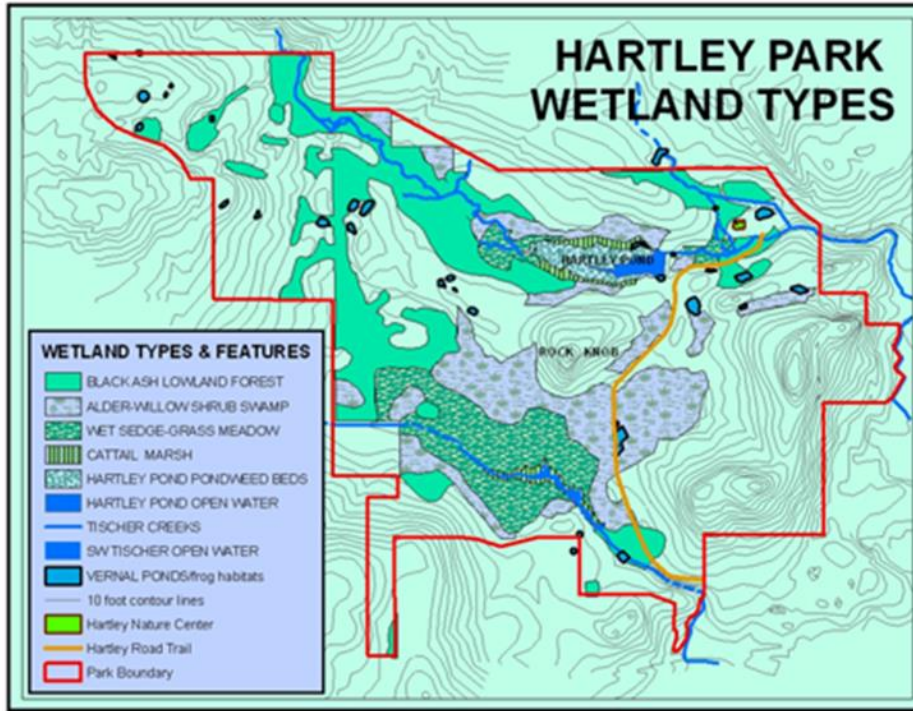 HARTLEY PARK
WETLAND TYPES
HARTLEY POND
ROCK KNOB
WETLAND TYPES & FEATURES
BLACK ASH LOWLAND FOREST
ALDER-WILLOW SHRUB SWAMP
WET SEDGE-GRASS MEADOW
CATTAIL MARSH
HARTLEY POND PONDWEED BEDS
HARTLEY POND OPEN WATER
TISCHER CREEKS
SW TISCHER OPEN WATER
VERNAL PONDS/frog habitats
10 foot contour lines
Hartley Nature Center
Hartley Road Trail
Park Boundary